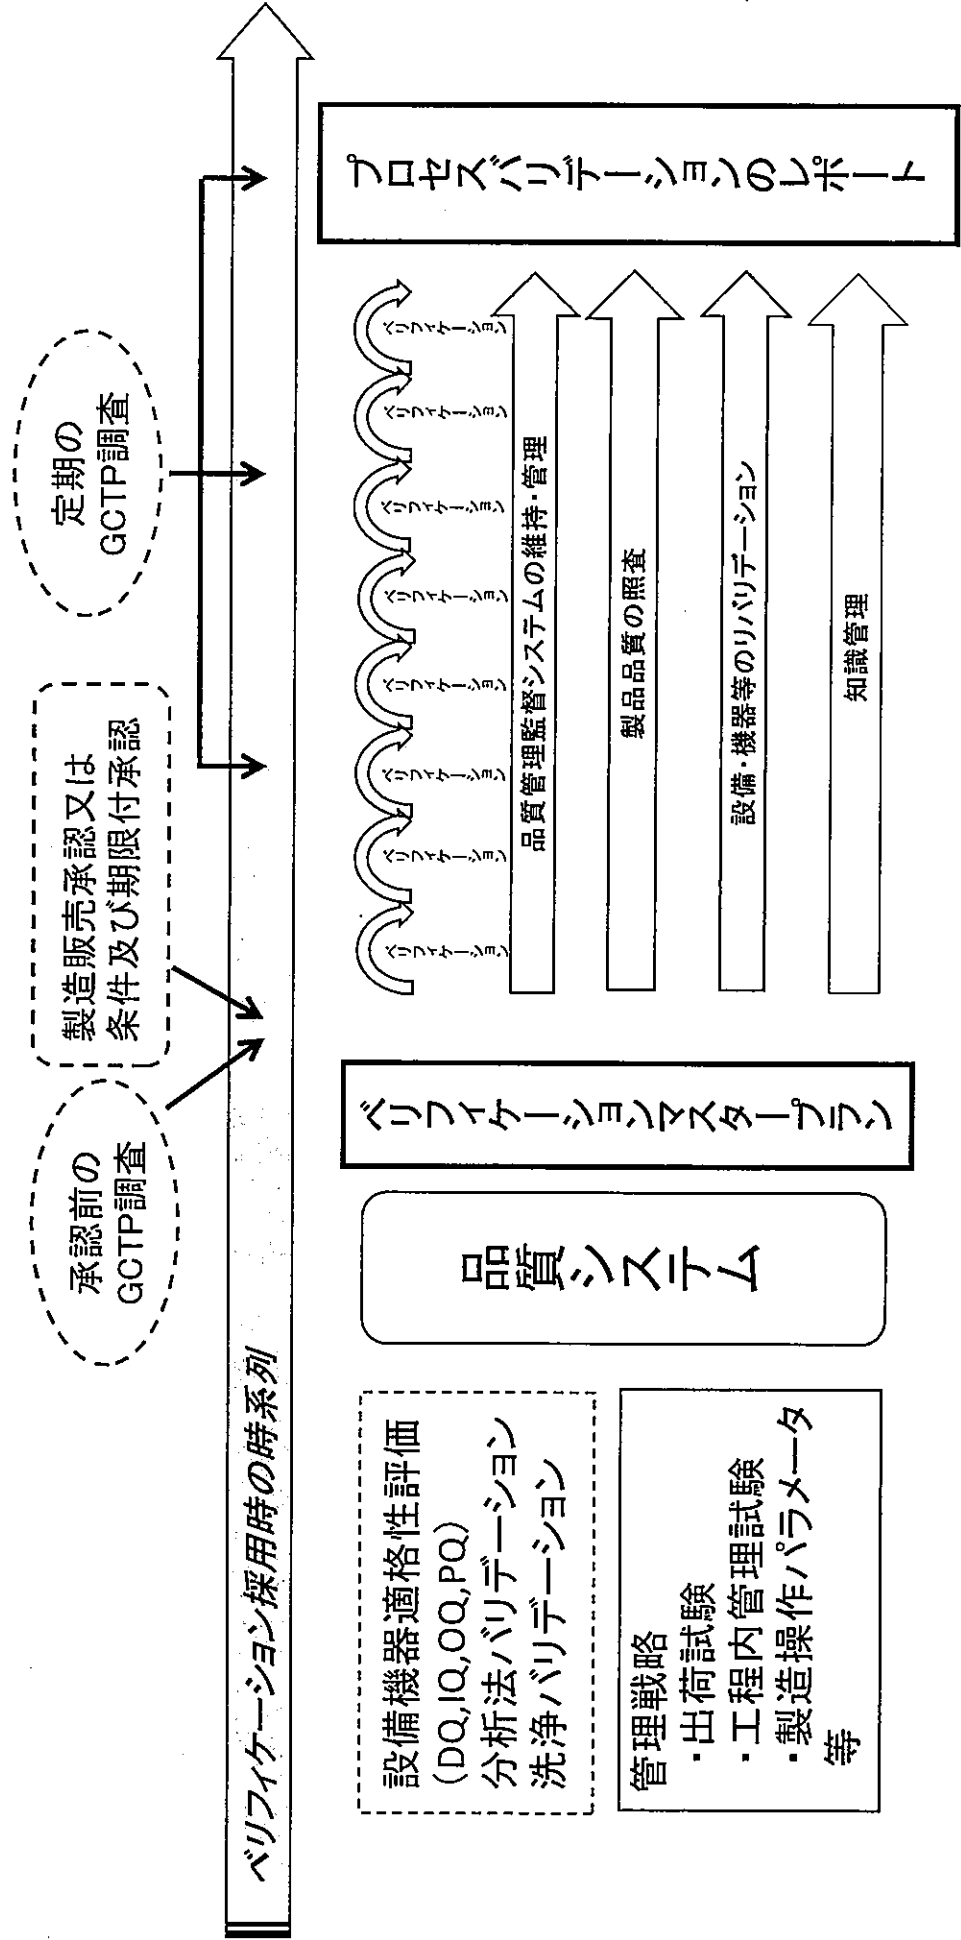 定期の
GCTP調査
製造販売承認又は
条件及び期限付承認
承認前の
GCTP調査
ベリフィケーション採用時の時系列
設備機器適格性評価
(DQ,IQ,OQ,PQ)
分析法バリデーション
洗浄バリデーション
管理戦略
・出荷試験
・工程内管理試験
・製造操作パラメータ
等
品質システム
ベリフィケーションマスタープラン
ベリフィケーション
ベリフィケーション
ベリフィケーション
ベリフィケーション
ベリフィケーション
ベリフィケーション
ベリフィケーション
ベリフィケーション
品質管理監督システムの維持・管理
製品品質の照査
設備・機器等のリバリデーション
知識管理
プロセスバリデーションのレポート